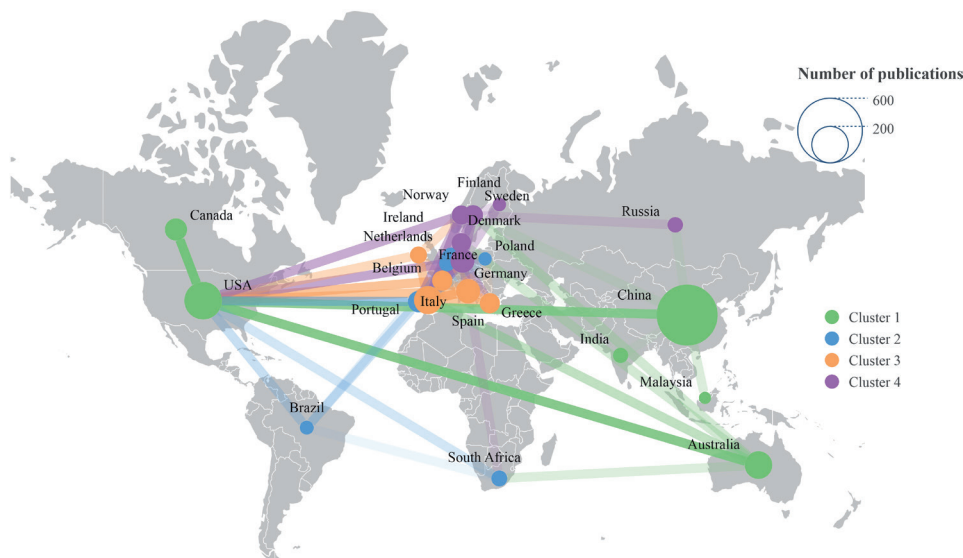 Number of publications
600
200
Finland
Norway
Sweden
Canada
Ireland
Denmark
Russia
Netherlands
Poland
France
Belgium
Germany
USA
China
Portugal
Italy
Greece
Spain
India
Malaysia
Brazil
Australia
South Africa
Cluster 1
Cluster 2
Cluster 3
Cluster 4